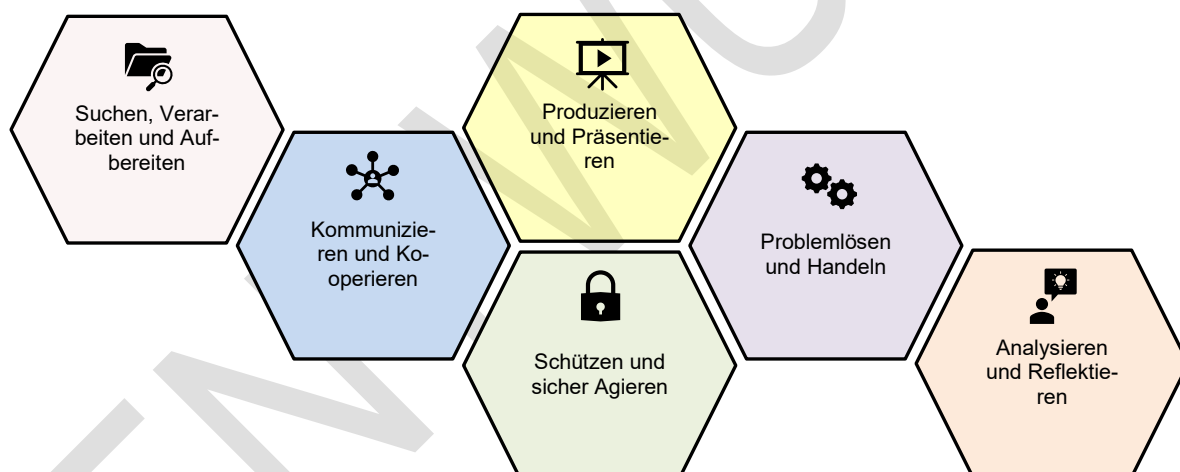 Suchen, Verar-
beiten und Auf-
bereiten
Kommunizie-
ren und Ko-
operieren
Produzieren
und Präsentie-
ren
Schützen und
sicher Agieren
Problemlösen
und Handeln
Analysieren
und Reflektie-
ren